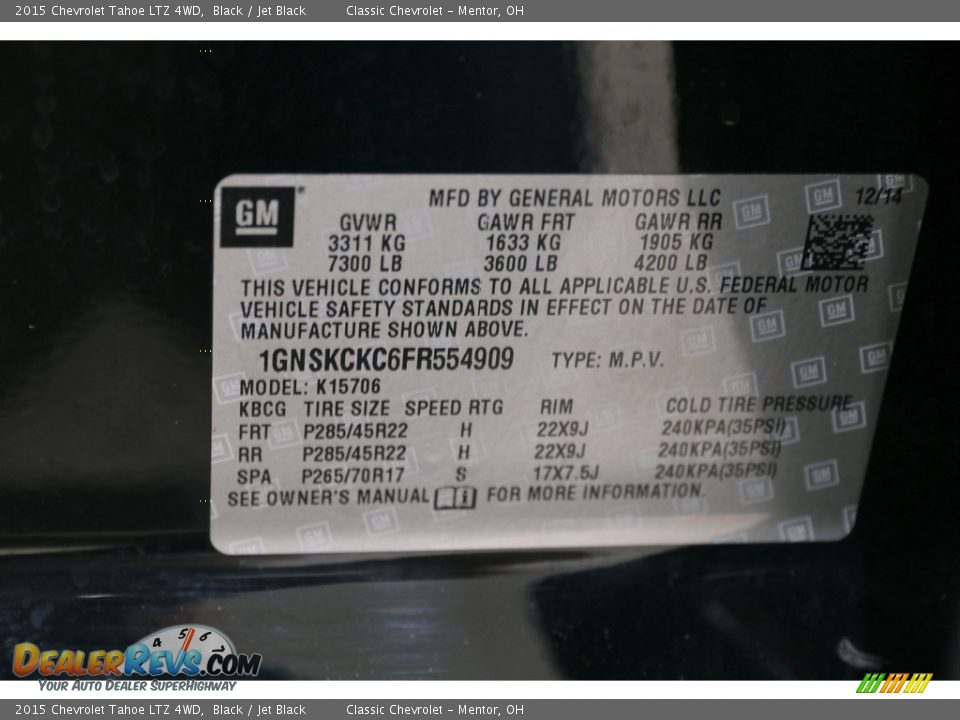 2015 Chevrolet Tahoe LTZ 4WD, Black / Jet Black Classic Chevrolet - Mentor, OH
GM
MFD BY GENERAL MOTORS LLC 12/14
GVWR GAWR FRT GAWR RR
3311 KG 1633 KG 1905 KG
7300 LB 3600 LB 4200 LB
THIS VEHICLE CONFORMS TO ALL APPLICABLE U.S. FEDERAL MOTOR
VEHICLE SAFETY STANDARDS IN EFFECT ON THE DATE OF
MANUFACTURE SHOWN ABOVE.
1GNSKCKC6FR554909 TYPE: M.P.V.
MODEL: K15706
KBCG TIRE SIZE SPEED RTG RIM COLD TIRE PRESSURE
FRT P285/45R22 H 22X9J 240KPA(35PSI)
RR P285/45R22 H 22X9J 240KPA(35PSI)
SPA P265/70R17 S 17X7.5J 240KPA(35PSI)
SEE OWNER'S MANUAL FOR MORE INFORMATION.
4 5 6
DEALERREVS.COM
YOUR AUTO DEALER SUPERHIGHWAY
2015 Chevrolet Tahoe LTZ 4WD, Black / Jet Black Classic Chevrolet - Mentor, OH